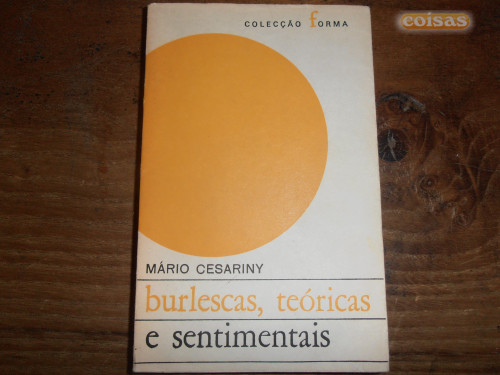 coisas
COLECÇÃO FORMA
MÁRIO CESARINY
burlescas, teóricas
e sentimentais